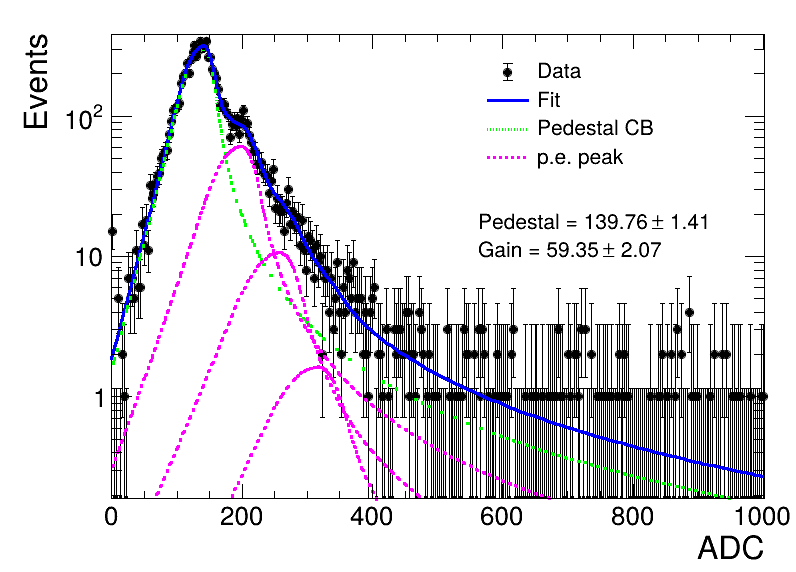 Events
10²
10
1
Data
Fit
Pedestal CB
p.e. peak
Pedestal = 139.76 ± 1.41
Gain = 59.35 ± 2.07
0 200 400 600 800 1000
ADC